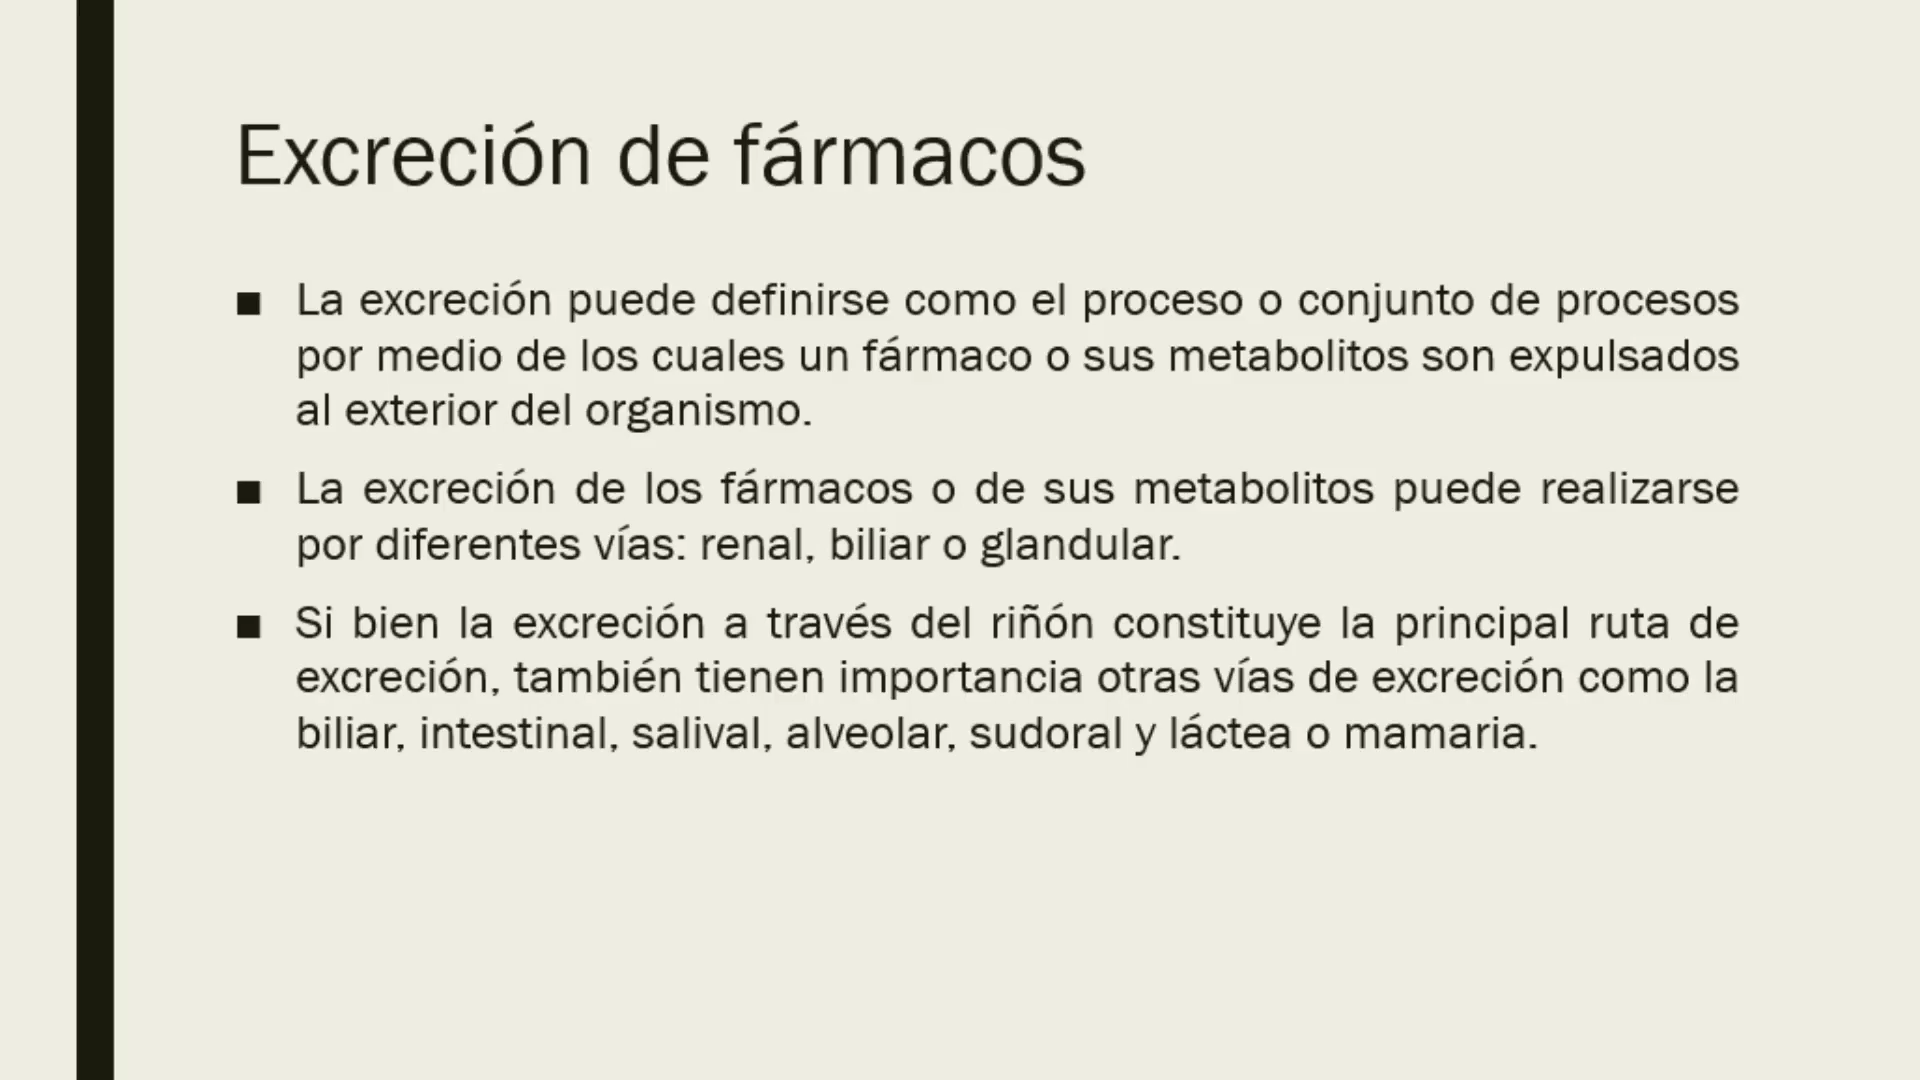 Excreción de fármacos
■ La excreción puede definirse como el proceso o conjunto de procesos
por medio de los cuales un fármaco o sus metabolitos son expulsados
al exterior del organismo.
■ La excreción de los fármacos o de sus metabolitos puede realizarse
por diferentes vías: renal, biliar o glandular.
■ Si bien la excreción a través del riñón constituye la principal ruta de
excreción, también tienen importancia otras vías de excreción como la
biliar, intestinal, salival, alveolar, sudoral y láctea o mamaria.